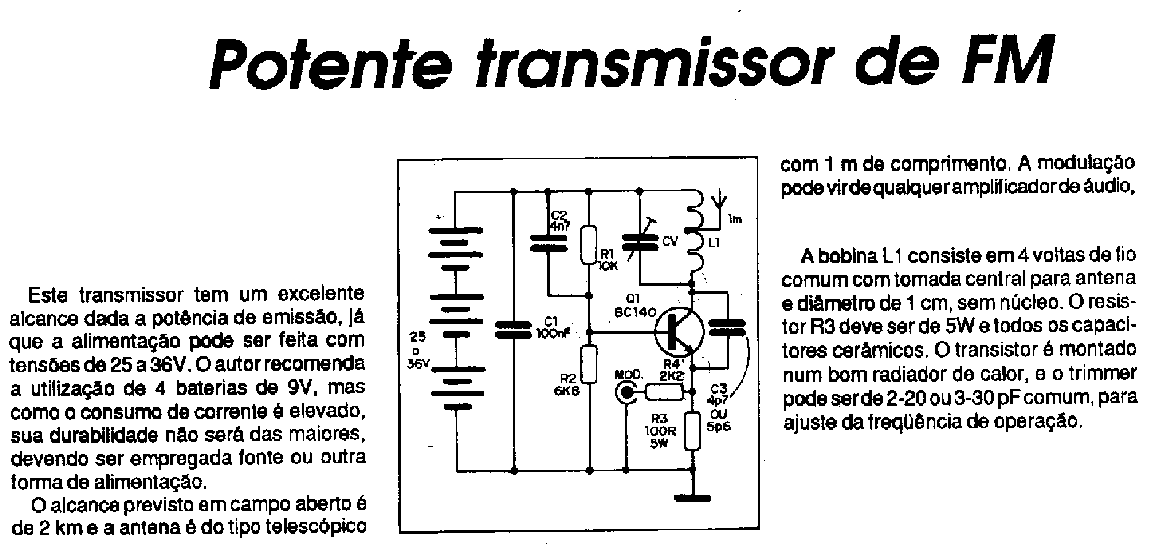 Potente transmissor de FM
Este transmissor tem um excelente
alcance dada a potência de emissão, já
que a alimentação pode ser feita com
tensões de 25 a 36V. O autor recomenda
a utilização de 4 baterias de 9V, mas
como o consumo de corrente é elevado,
sua durabilidade não será das maiores,
devendo ser empregada fonte ou outra
forma de alimentação.
O alcance previsto em campo aberto é
de 2 km e a antena é do tipo telescópico
C2
4n7
R1
10K
CV
L1
1m
Q1
BC140
C1
100nF
25
a
36V
R2
6K8
MOD.
R4
2K2
R3
100R
5W
C3
4p7
OU
5p6
com 1 m de comprimento. A modulação
pode vir de qualquer amplificador de áudio,
A bobina L1 consiste em 4 voltas de fio
comum com tomada central para antena
e diâmetro de 1 cm, sem núcleo. O resis-
tor R3 deve ser de 5W e todos os capaci-
tores cerâmicos. O transistor é montado
num bom radiador de calor, e o trimmer
pode ser de 2-20 ou 3-30 pF comum, para
ajuste da freqüência de operação.